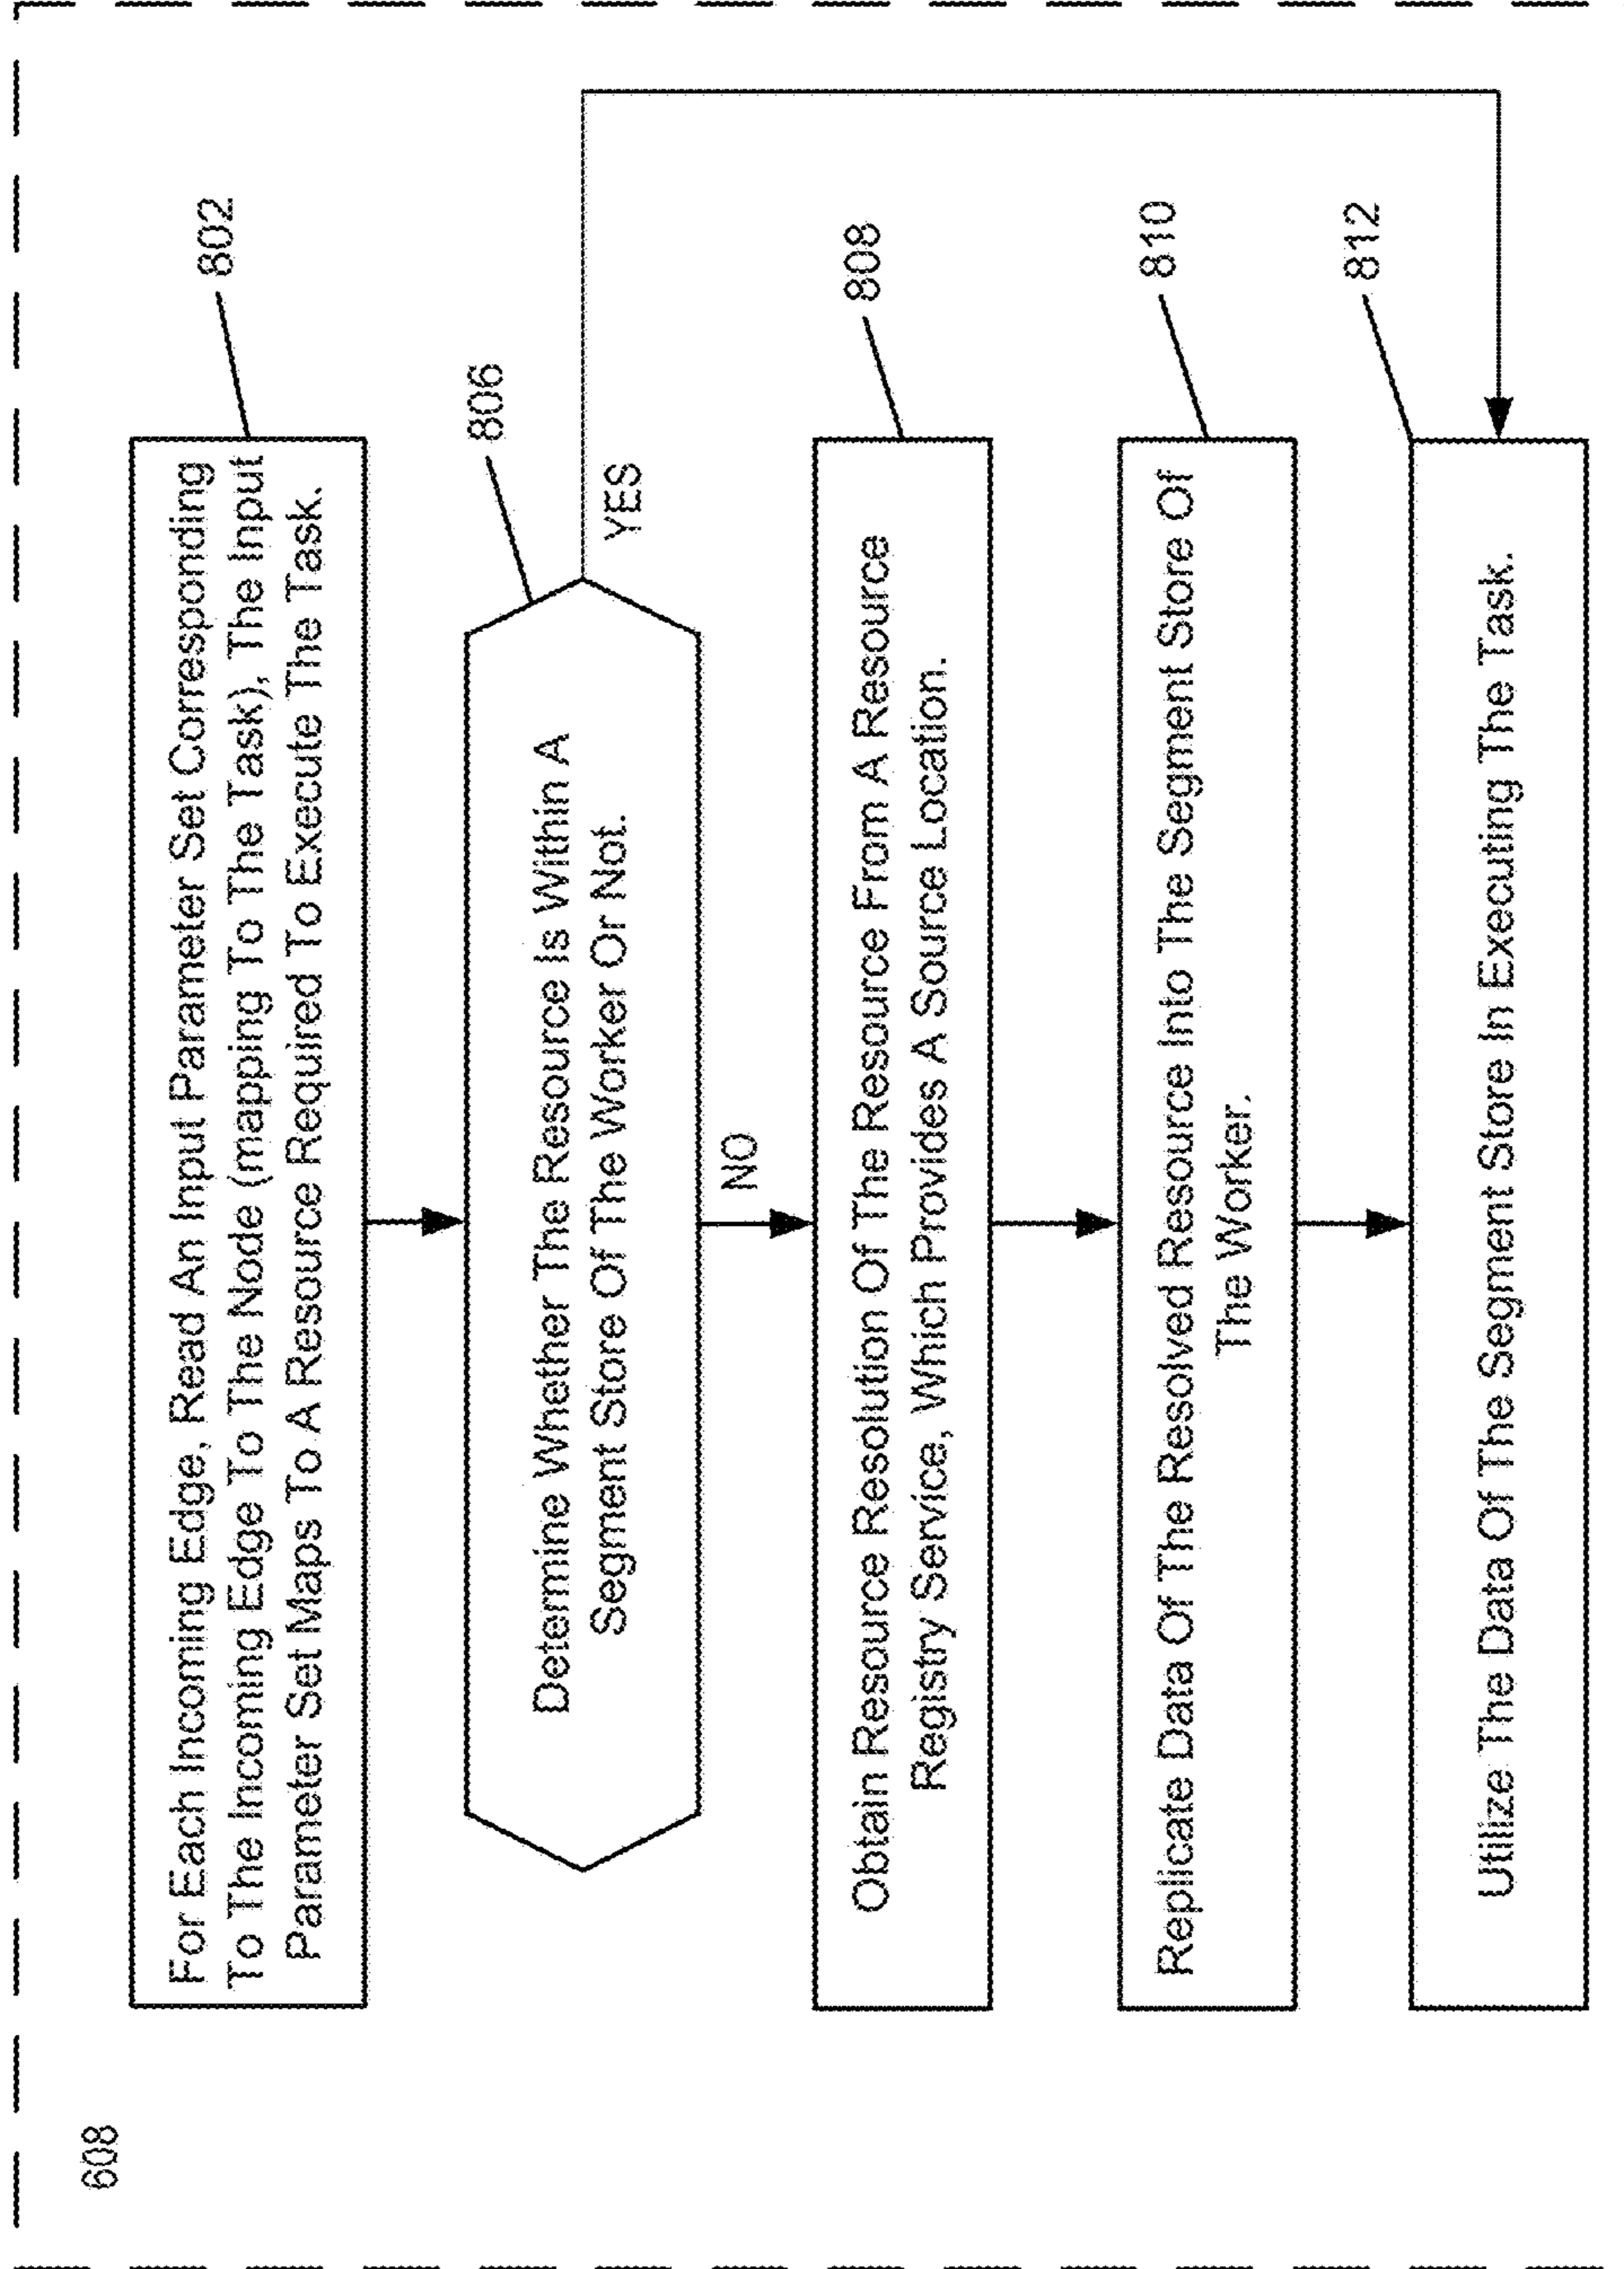 608
For Each Incoming Edge, Read An Input Parameter Set Corresponding
To The Incoming Edge To The Node (mapping To The Task), The Input
Parameter Set Maps To A Resource Required To Execute The Task.
802
806
Determine Whether The Resource Is Within A
Segment Store Of The Worker Or Not.
YES
NO
808
Obtain Resource Resolution Of The Resource From A Resource
Registry Service, Which Provides A Source Location.
810
Replicate Data Of The Resolved Resource Into The Segment Store Of
The Worker.
812
Utilize The Data Of The Segment Store In Executing The Task.